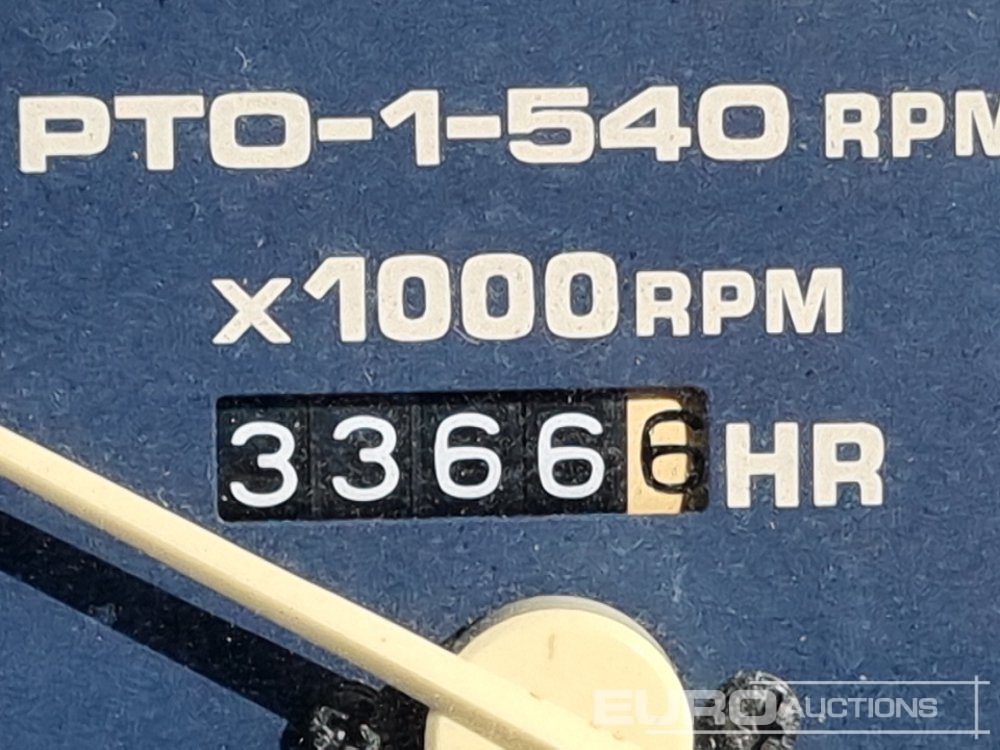 PTO-1-540 RPM
x1000 RPM
33666 HR
EURO AUCTIONS